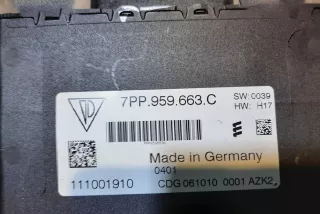 7PP.959.663.C
SW: 0039
HW: H17
Made in Germany
0401
111001910
CDG 061010 0001 AZK2